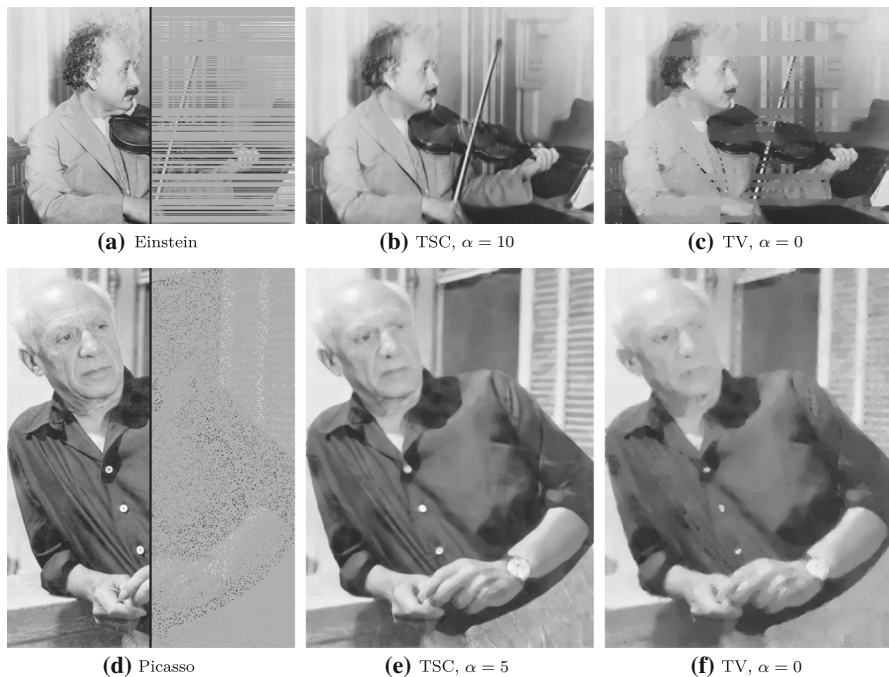 (a) Einstein
(b) TSC, α = 10
(c) TV, α = 0
(d) Picasso
(e) TSC, α = 5
(f) TV, α = 0